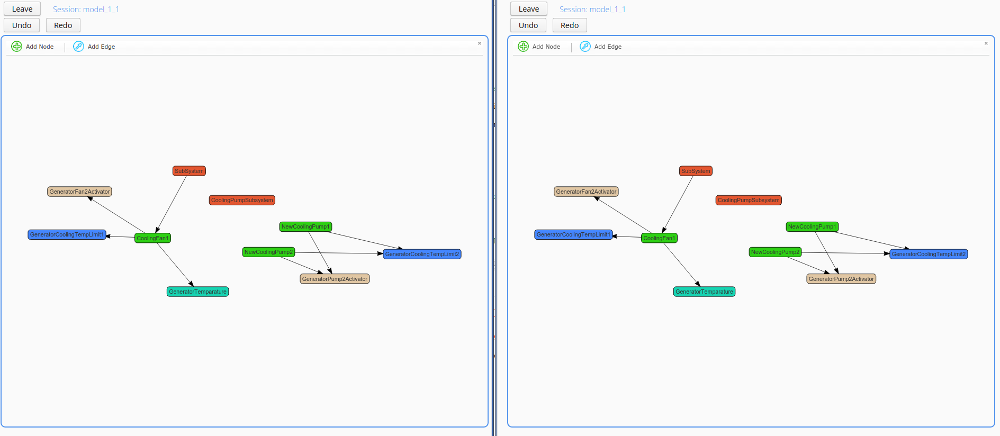 Leave
Session: model_1_1
Undo
Redo
Add Node
Add Edge
×
SubSystem
GeneratorFan2Activator
CoolingPumpSubsystem
NewCoolingPump1
GeneratorCoolingTempLimit1
CoolingFan1
NewCoolingPump2
GeneratorCoolingTempLimit2
GeneratorPump2Activator
GeneratorTemparature
Leave
Session: model_1_1
Undo
Redo
Add Node
Add Edge
×
SubSystem
GeneratorFan2Activator
CoolingPumpSubsystem
NewCoolingPump1
GeneratorCoolingTempLimit1
CoolingFan1
NewCoolingPump2
GeneratorCoolingTempLimit2
GeneratorPump2Activator
GeneratorTemparature